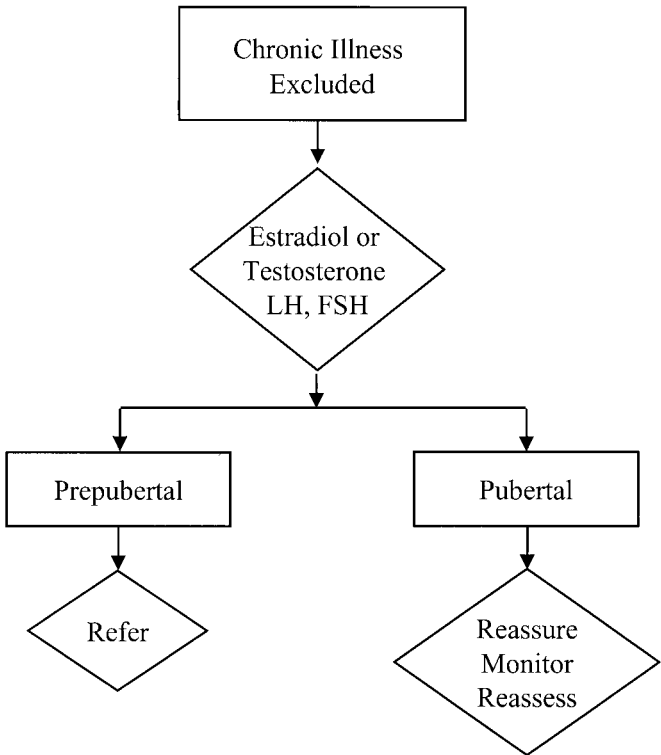 Chronic Illness
Excluded
Estradiol or
Testosterone
LH, FSH
Prepubertal
Pubertal
Refer
Reassure
Monitor
Reassess